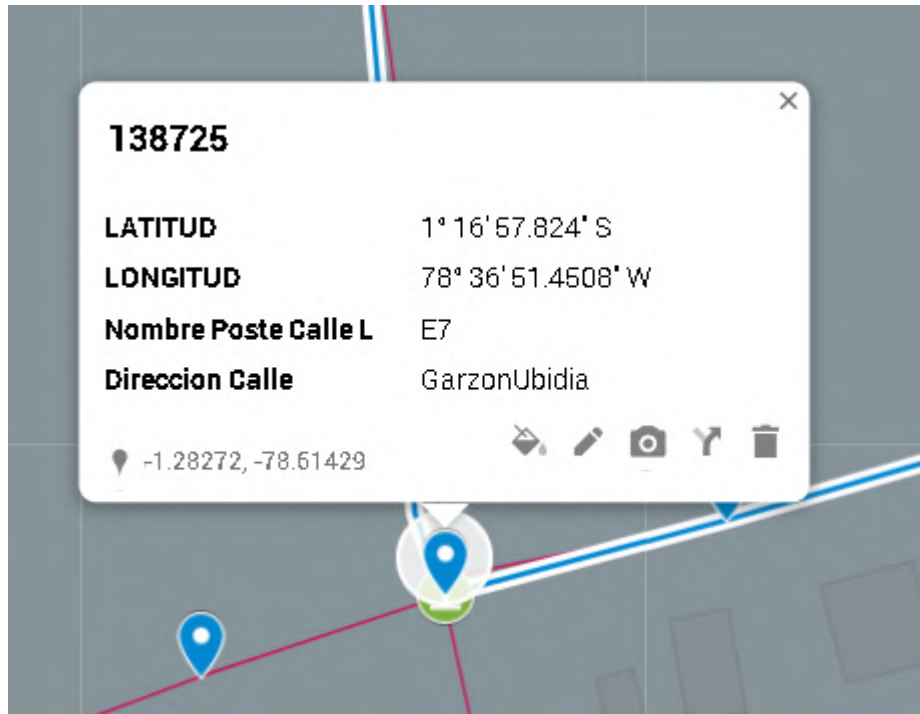 138725
LATITUD 1° 16' 57.824" S
LONGITUD 78° 36' 51.4508" W
Nombre Poste Calle L E7
Direccion Calle GarzonUbidia
-1.28272, -78.61429